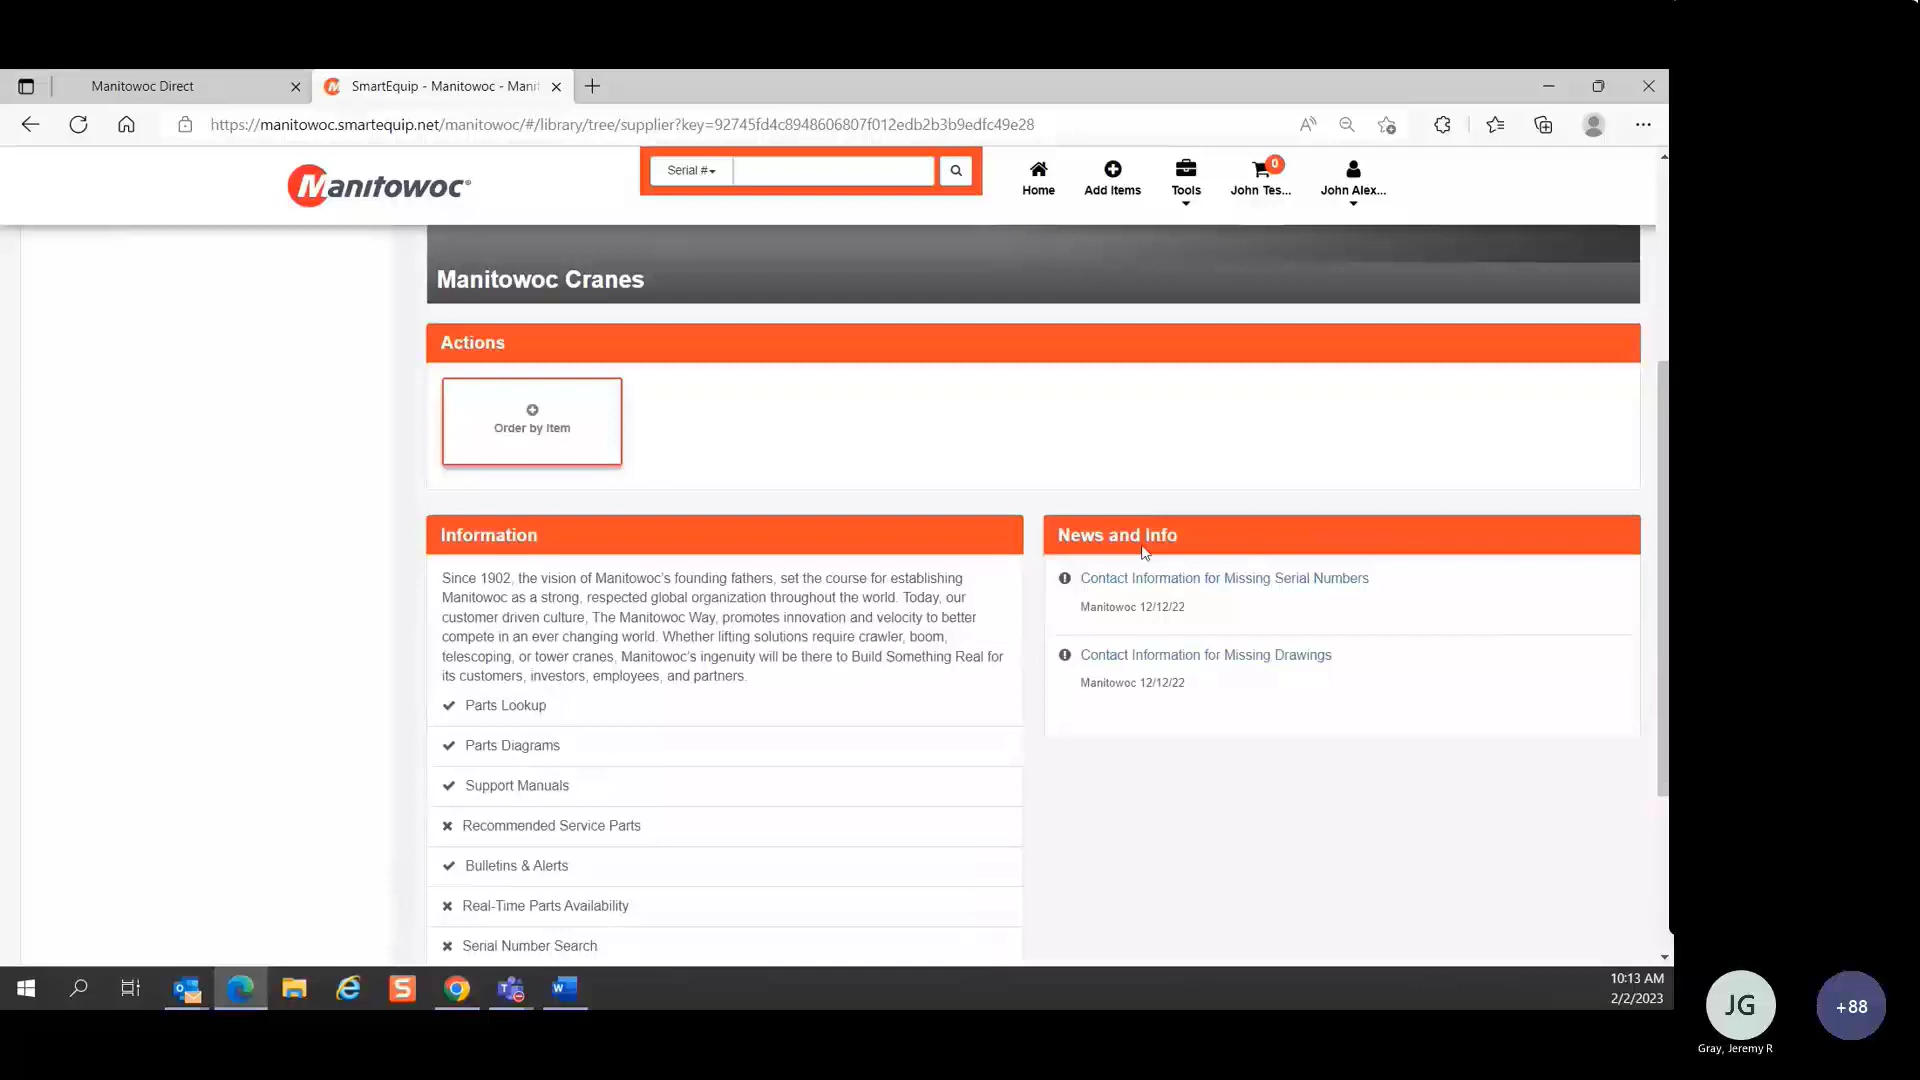 Manitowoc Direct
SmartEquip - Manitowoc - Mani
https://manitowoc.smartequip.net/manitowoc/#/library/tree/supplier?key=92745fd4c8948606807f012edb2b3b9edfc49e28
Manitowoc®
Serial #
Home
Add Items
Tools
0
John Tes...
John Alex...
Manitowoc Cranes
Actions
Order by Item
Information
Since 1902, the vision of Manitowoc's founding fathers, set the course for establishing
Manitowoc as a strong, respected global organization throughout the world. Today, our
customer driven culture, The Manitowoc Way, promotes innovation and velocity to better
compete in an ever changing world. Whether lifting solutions require crawler, boom,
telescoping, or tower cranes, Manitowoc's ingenuity will be there to Build Something Real for
its customers, investors, employees, and partners.
Parts Lookup
Parts Diagrams
Support Manuals
Recommended Service Parts
Bulletins & Alerts
Real-Time Parts Availability
Serial Number Search
News and Info
Contact Information for Missing Serial Numbers
Manitowoc 12/12/22
Contact Information for Missing Drawings
Manitowoc 12/12/22
10:13 AM
2/2/2023
JG
+88
Gray, Jeremy R